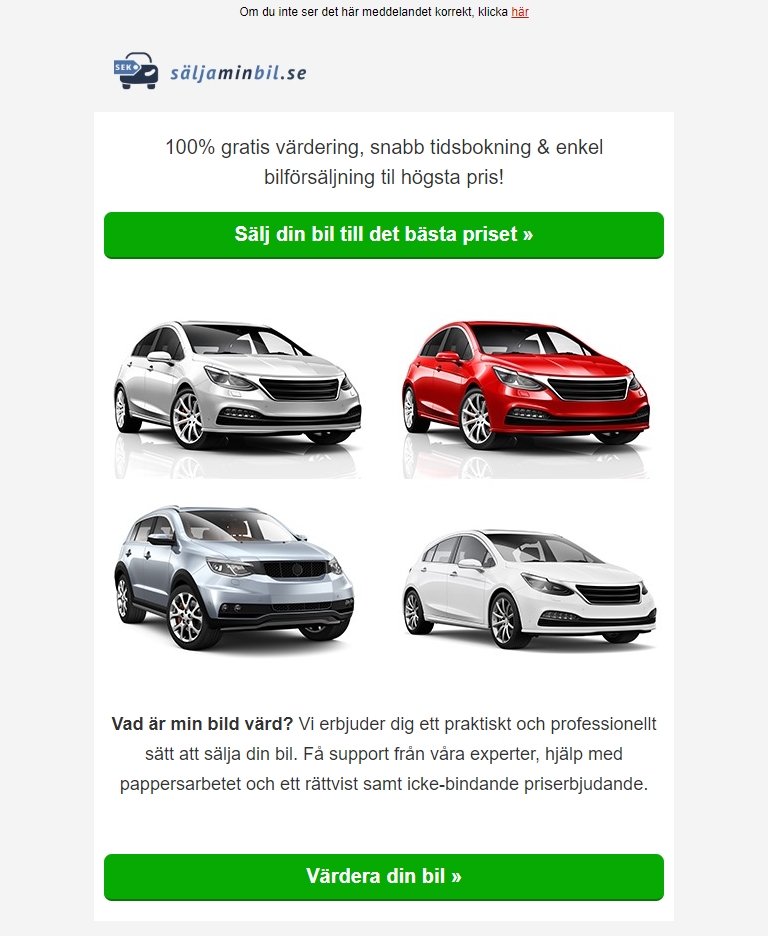 Om du inte ser det här meddelandet korrekt, klicka här
SEK
säljaminbil.se
100% gratis värdering, snabb tidsbokning & enkel
bilförsäljning til högsta pris!
Sälj din bil till det bästa priset »
Vad är min bild värd? Vi erbjuder dig ett praktiskt och professionellt
sätt att sälja din bil. Få support från våra experter, hjälp med
pappersarbetet och ett rättvist samt icke-bindande priserbjudande.
Värdera din bil »